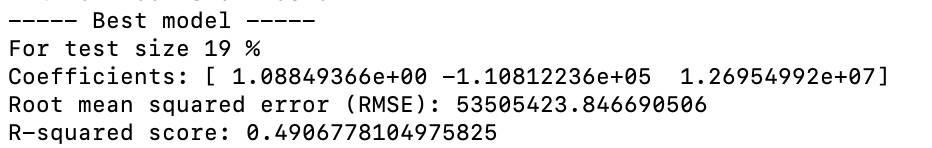 ----- Best model -----
For test size 19 %
Coefficients: [ 1.08849366e+00 -1.10812236e+05  1.26954992e+07]
Root mean squared error (RMSE): 53505423.846690506
R-squared score: 0.4906778104975825